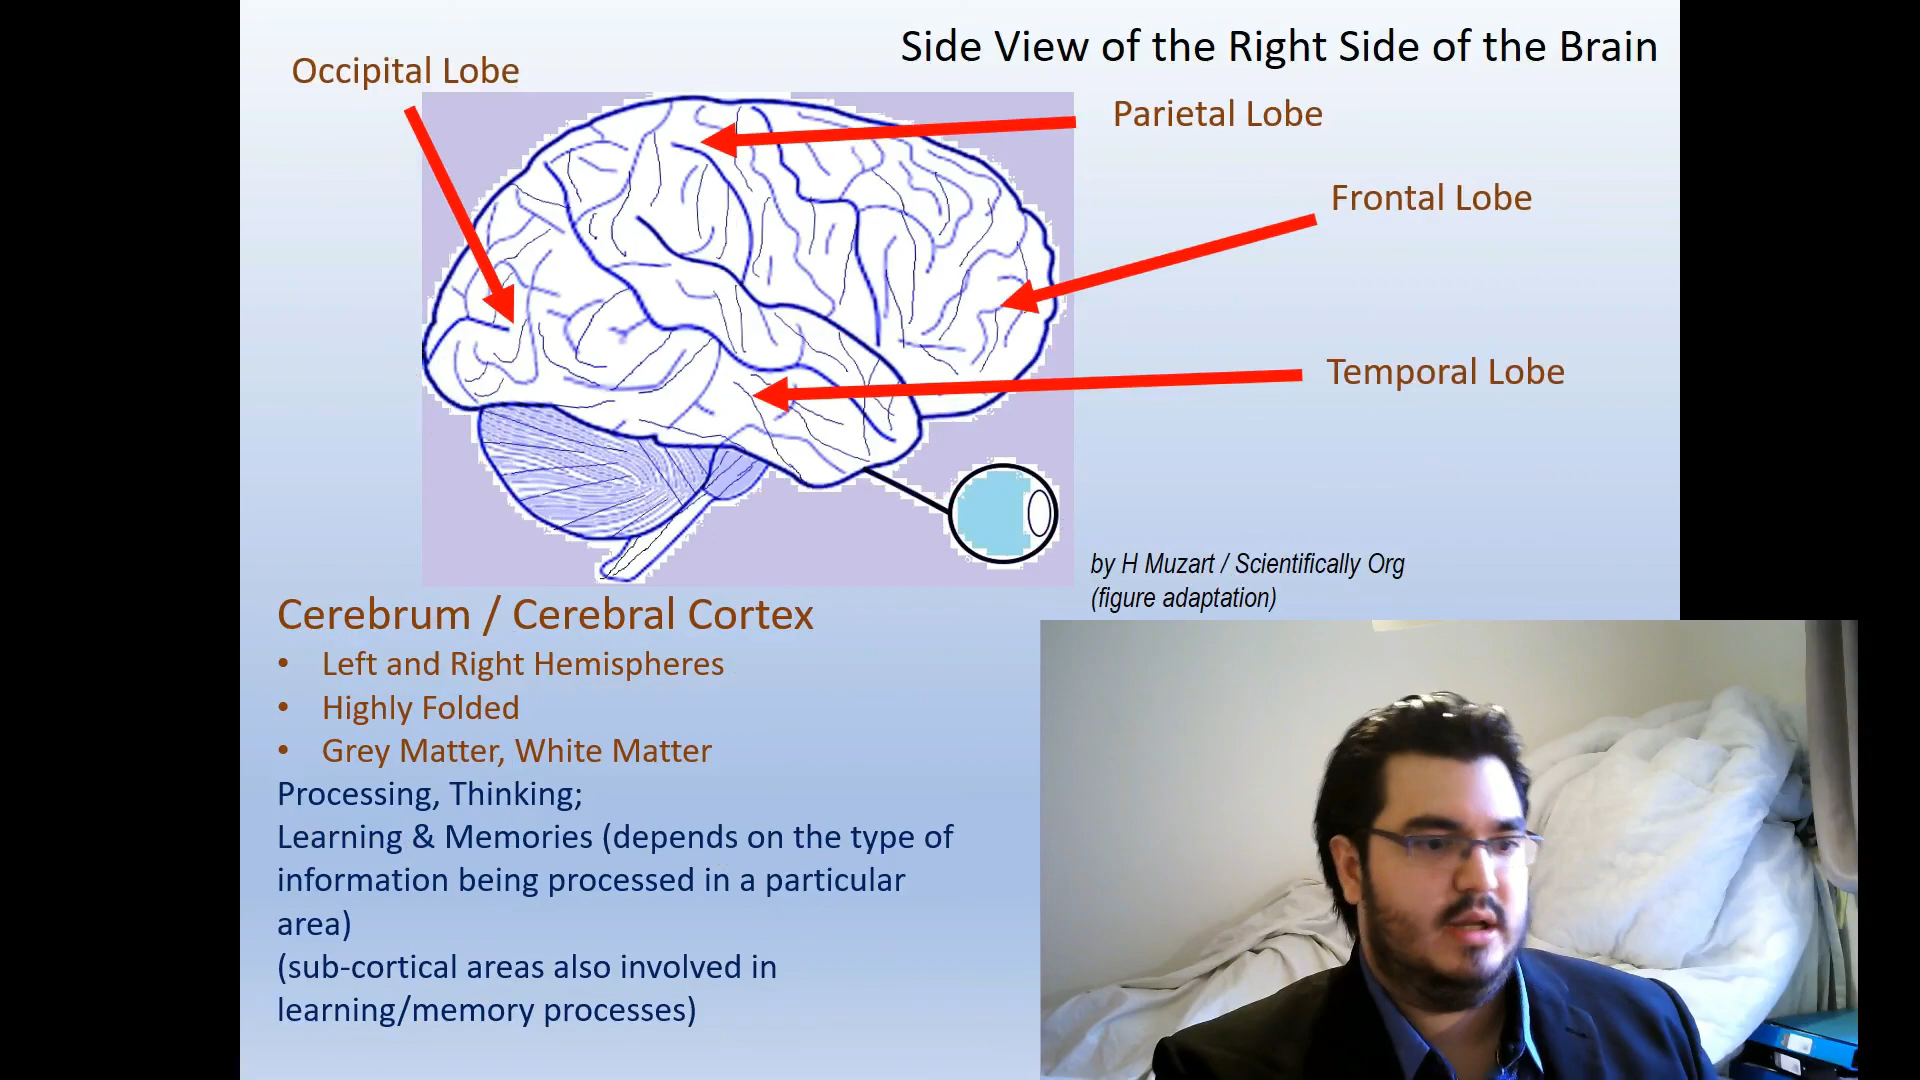 Side View of the Right Side of the Brain
Occipital Lobe
Parietal Lobe
Frontal Lobe
Temporal Lobe
by H Muzart / Scientifically Org
(figure adaptation)
Cerebrum / Cerebral Cortex
• Left and Right Hemispheres
• Highly Folded
• Grey Matter, White Matter
Processing, Thinking;
Learning & Memories (depends on the type of
information being processed in a particular
area)
(sub-cortical areas also involved in
learning/memory processes)